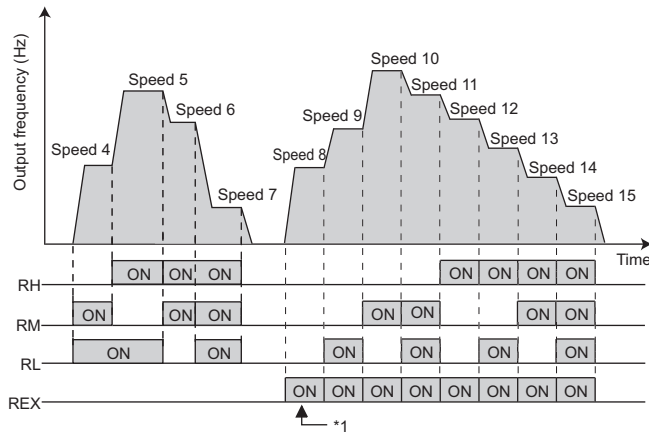 Output frequency (Hz)
Speed 10
Speed 5
Speed 11
Speed 6
Speed 9
Speed 12
Speed 4
Speed 8
Speed 13
Speed 14
Speed 7
Speed 15
Time
RH
ON ON ON ON ON ON ON
RM
ON ON ON ON ON ON ON
RL
ON ON ON ON ON ON
REX
ON ON ON ON ON ON ON ON
*1